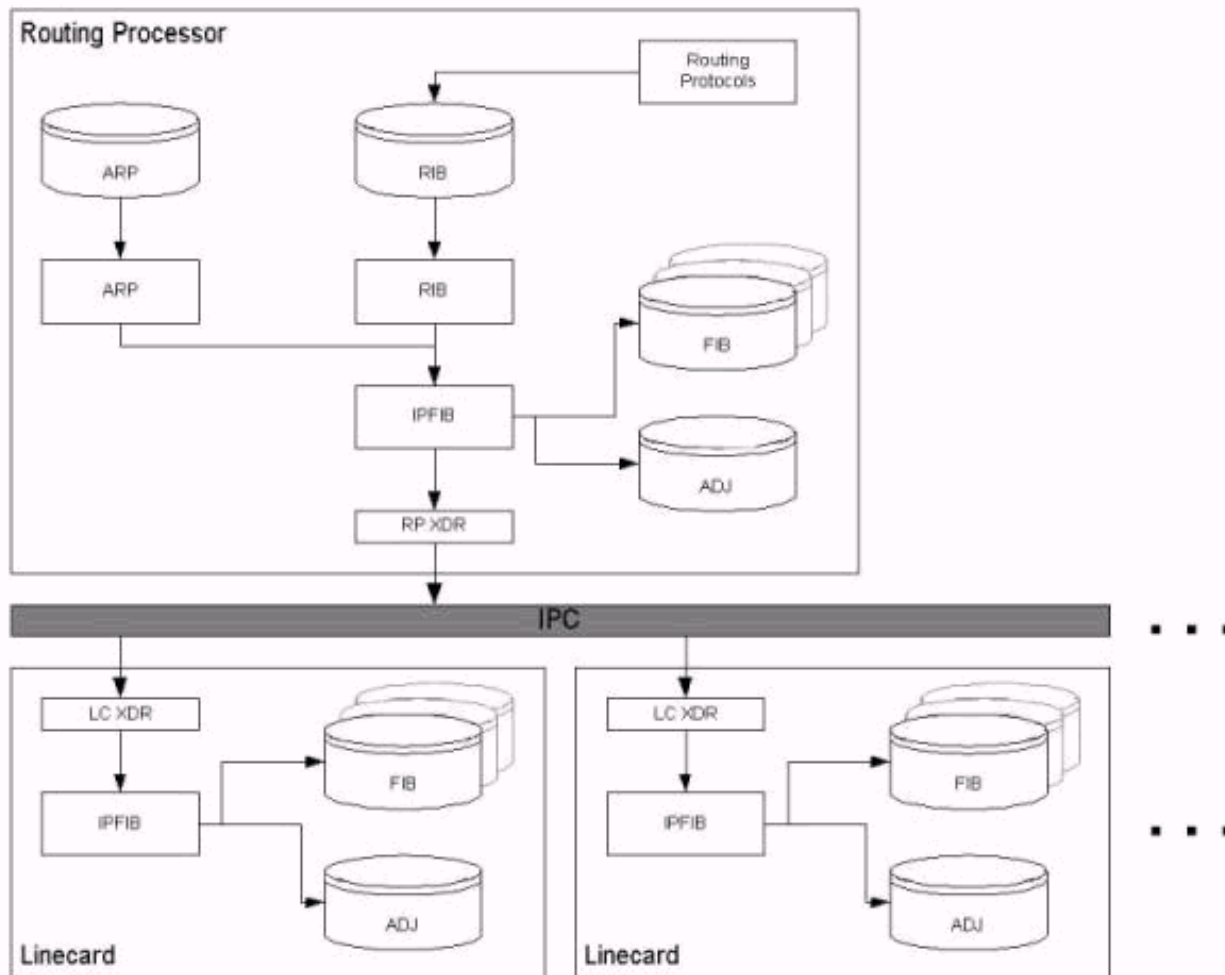 Routing Processor
Routing
Protocols
ARP
RIB
ARP
RIB
FIB
IPFIB
ADJ
RP XDR
IPC
LC XDR
FIB
IPFIB
ADJ
Linecard
LC XDR
FIB
IPFIB
ADJ
Linecard